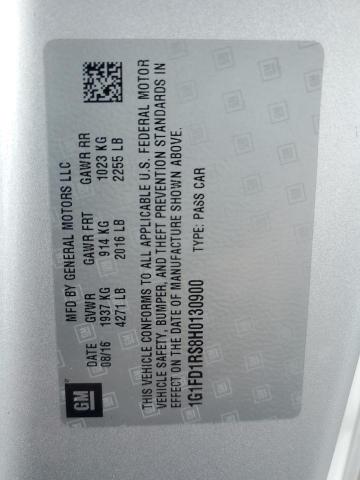 MFD BY GENERAL MOTORS LLC
DATE GVWR GAWR FRT GAWR RR
08/16 1937 KG 914 KG 1023 KG
4271 LB 2016 LB 2255 LB
THIS VEHICLE CONFORMS TO ALL APPLICABLE U.S. FEDERAL MOTOR
VEHICLE SAFETY, BUMPER, AND THEFT PREVENTION STANDARDS IN
EFFECT ON THE DATE OF MANUFACTURE SHOWN ABOVE.
1G1FD1RS8H0130900 TYPE: PASS CAR
GM